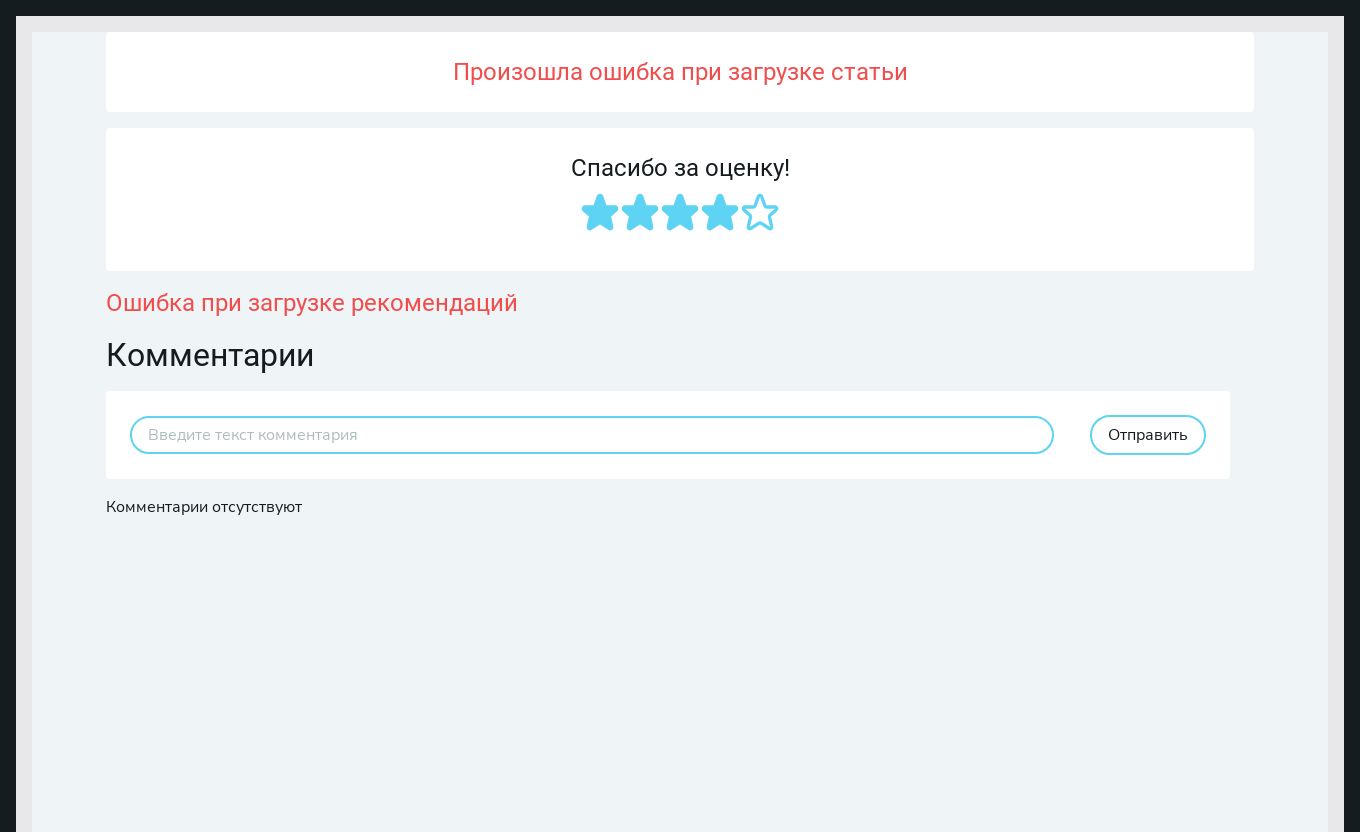 Произошла ошибка при загрузке статьи
Спасибо за оценку!
Ошибка при загрузке рекомендаций
Комментарии
Введите текст комментария
Отправить
Комментарии отсутствуют